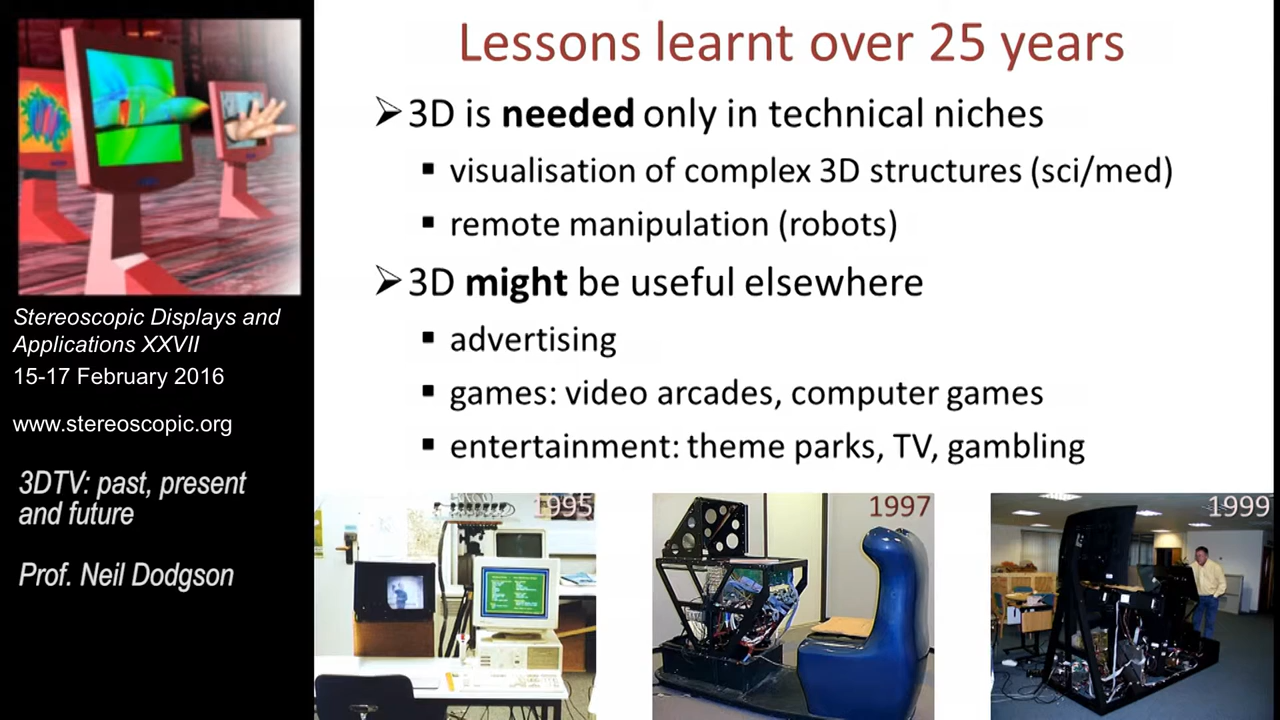 Lessons learnt over 25 years
3D is needed only in technical niches
visualisation of complex 3D structures (sci/med)
remote manipulation (robots)
3D might be useful elsewhere
advertising
games: video arcades, computer games
entertainment: theme parks, TV, gambling
1995
1997
1999
Stereoscopic Displays and
Applications XXVII
15-17 February 2016
www.stereoscopic.org
3DTV: past, present
and future
Prof. Neil Dodgson